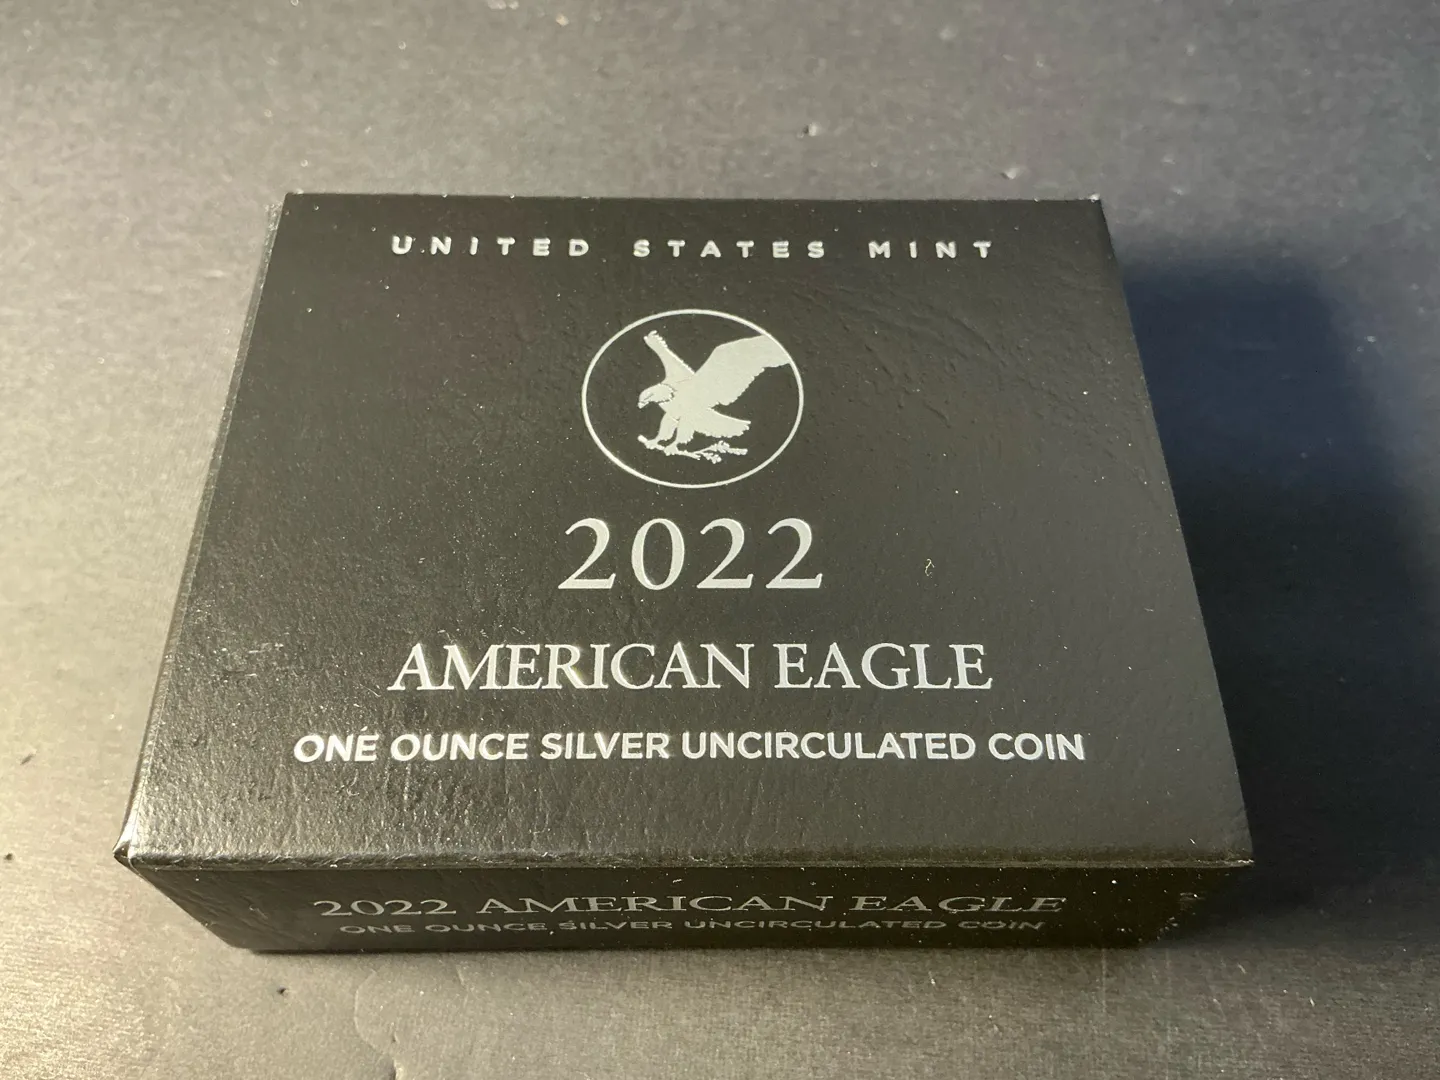 UNITED STATES MINT
2022
AMERICAN EAGLE
ONE OUNCE SILVER UNCIRCULATED COIN
2022 AMERICAN EAGLE
ONE OUNCE SILVER UNCIRCULATED COIN